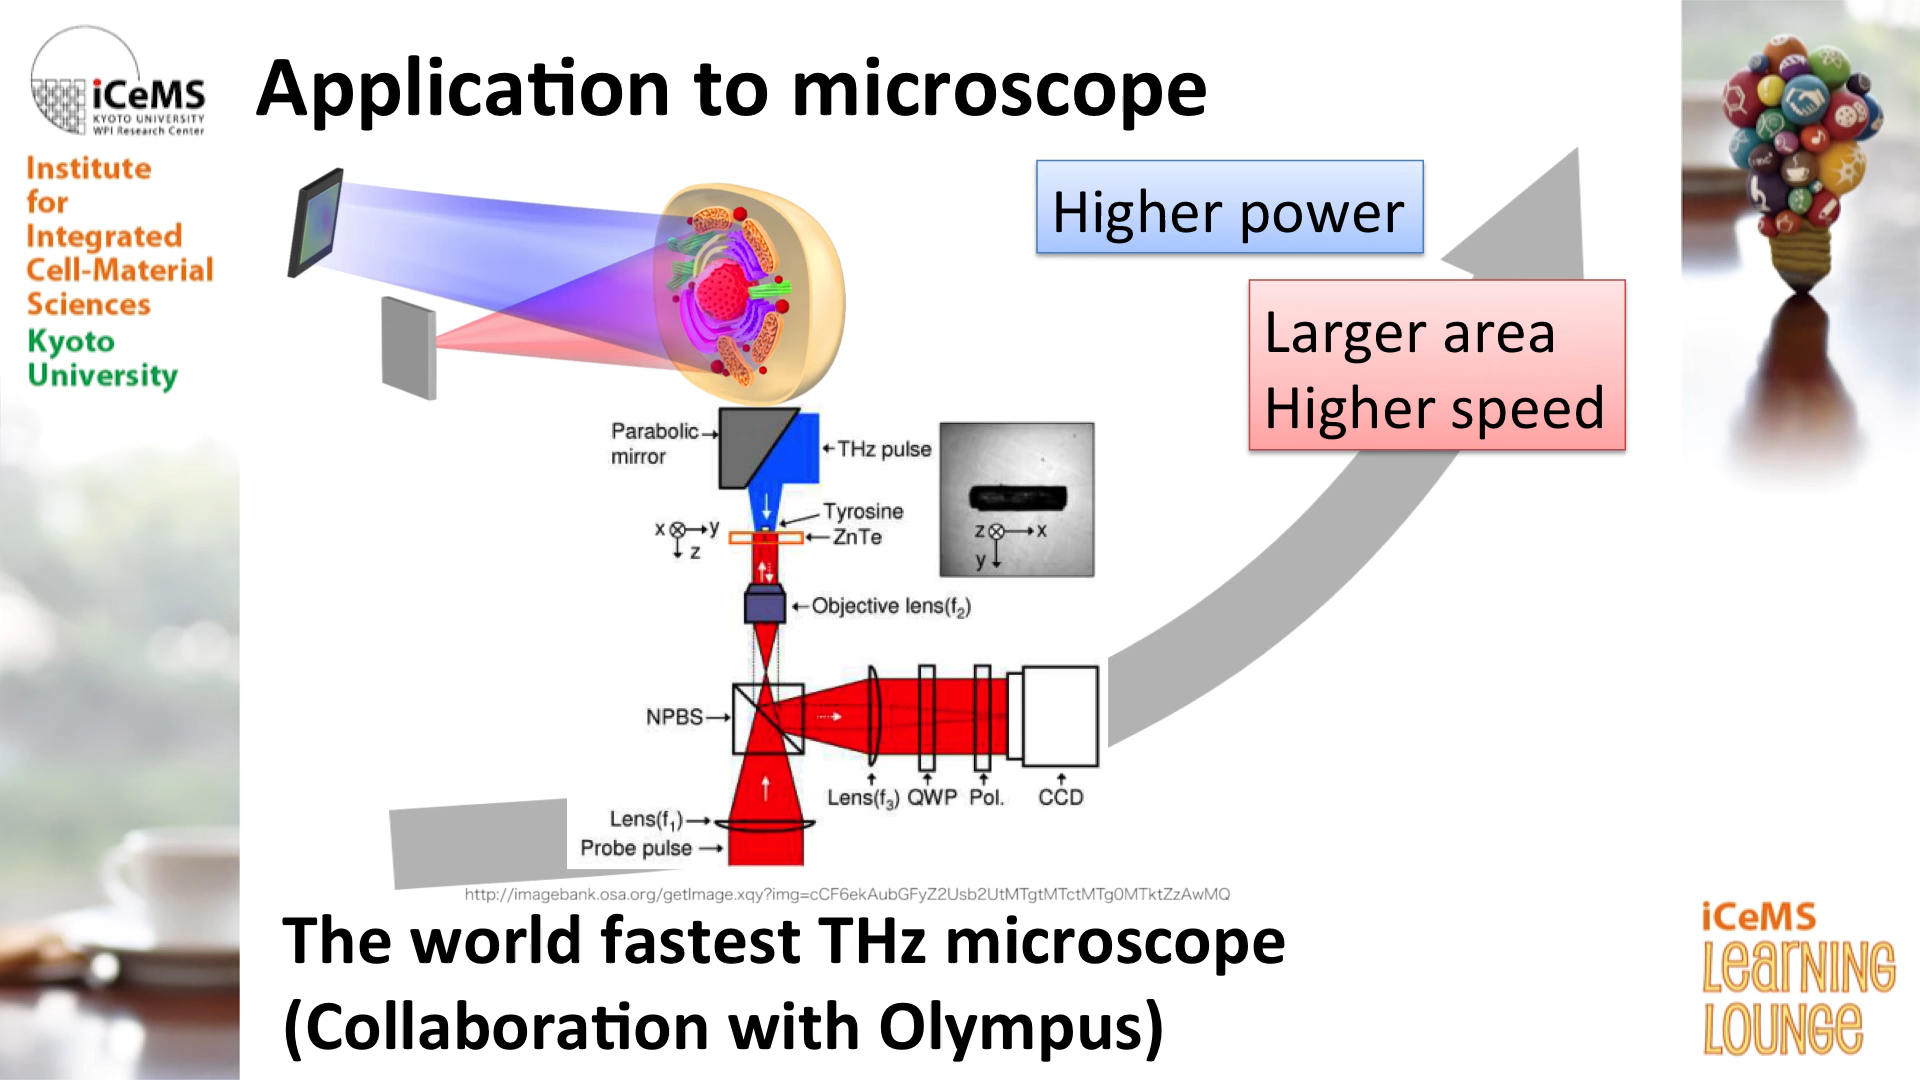 iCeMS
KYOTO UNIVERSITY
WPI Research Center
Institute
for
Integrated
Cell-Material
Sciences
Kyoto
University
Application to microscope
Higher power
Larger area
Higher speed
Parabolic
mirror
THz pulse
Tyrosine
ZnTe
x y
z
z x
y
Objective lens(f2)
NPBS
Lens(f3) QWP Pol. CCD
Lens(f1)
Probe pulse
http://imagebank.osa.org/getImage.xqy?img=cCF6ekAubGFyZ2Usb2UtMTgtMTctMTg0MTktZzAwMQ
The world fastest THz microscope
(Collaboration with Olympus)
iCeMS
LeaRNING
LOUNGe